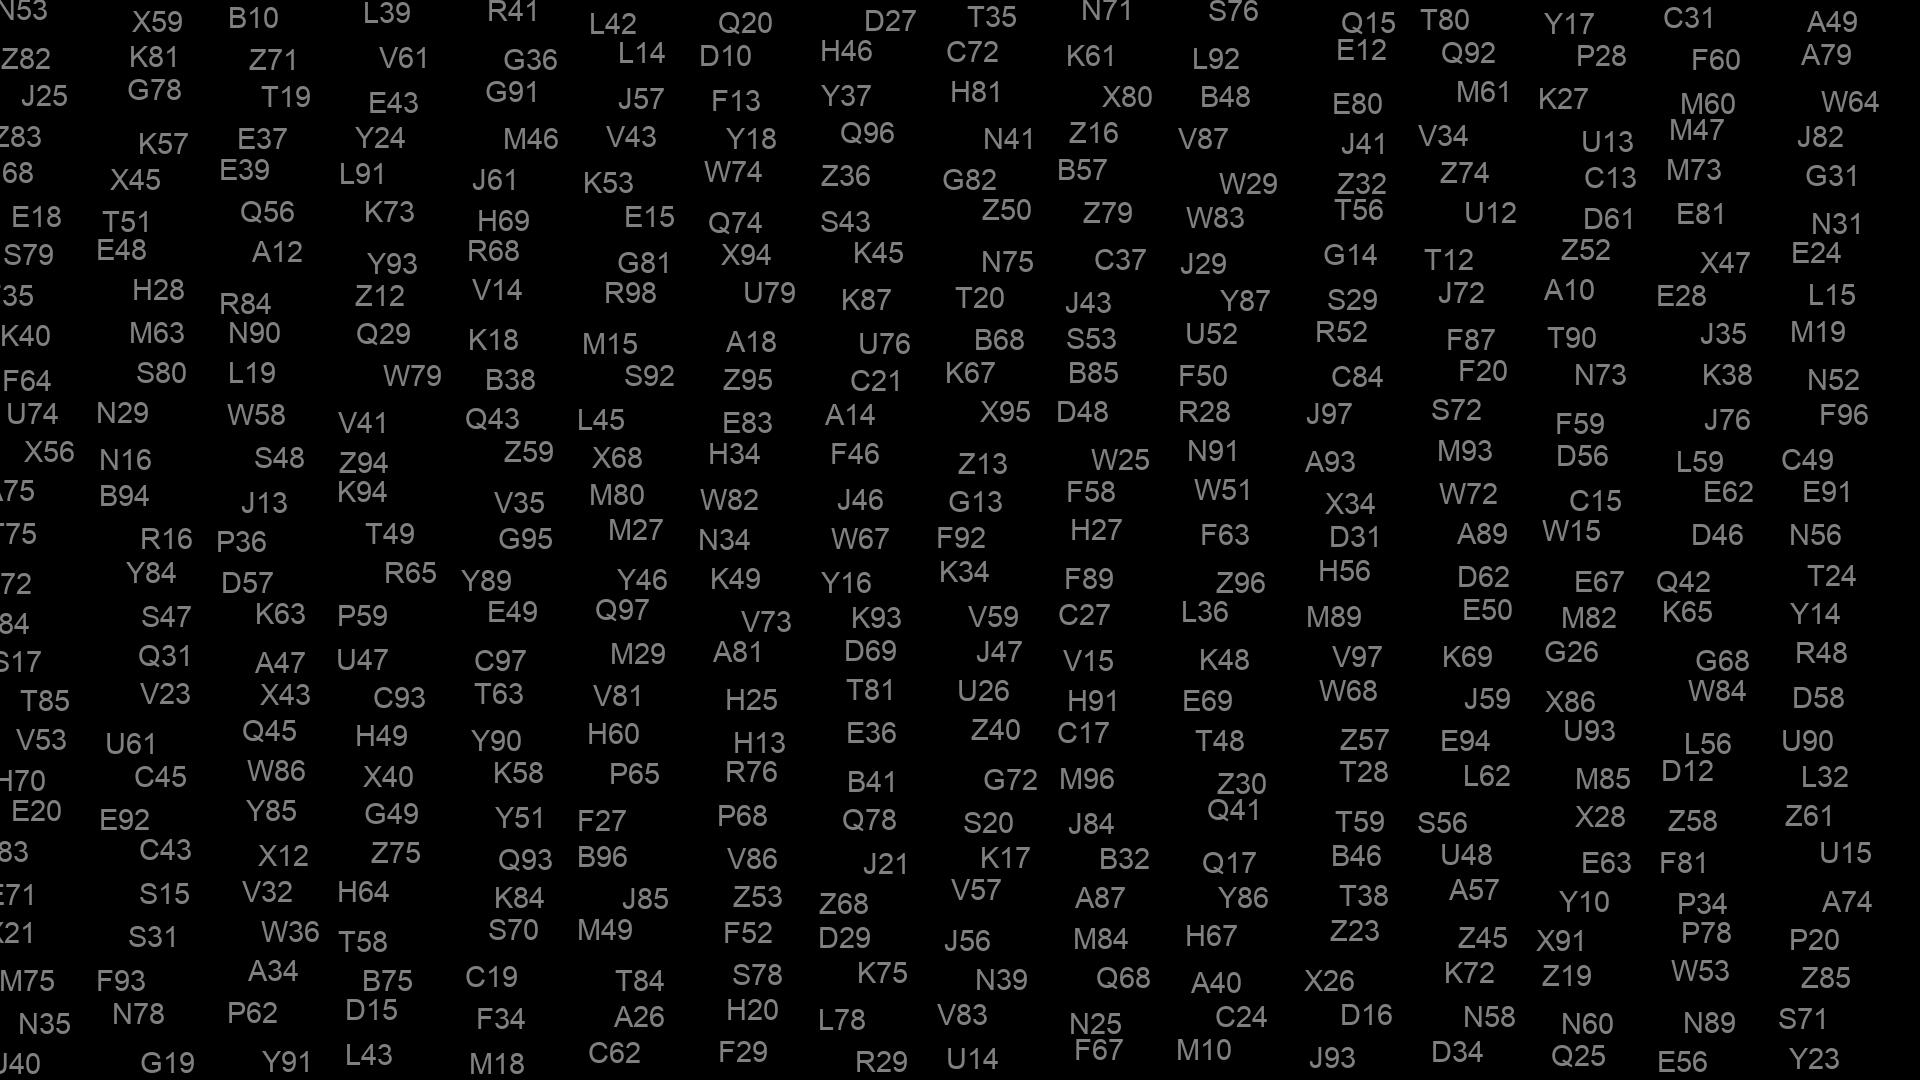 N53 X59 B10 L39 R41 L42 Q20 D27 T35 N71 S76 Q15 T80 Y17 C31 A49
Z82 K81 Z71 V61 G36 L14 D10 H46 C72 K61 L92 E12 Q92 P28 F60 A79
J25 G78 T19 E43 G91 J57 F13 Y37 H81 X80 B48 E80 M61 K27 M60 W64
Z83 K57 E37 Y24 M46 V43 Y18 Q96 N41 Z16 V87 J41 V34 U13 M47 J82
68 X45 E39 L91 J61 K53 W74 Z36 G82 B57 W29 Z32 Z74 C13 M73 G31
E18 T51 Q56 K73 H69 E15 Q74 S43 Z50 Z79 W83 T56 U12 D61 E81 N31
S79 E48 A12 Y93 R68 G81 X94 K45 N75 C37 J29 G14 T12 Z52 X47 E24
35 H28 R84 Z12 V14 R98 U79 K87 T20 J43 Y87 S29 J72 A10 E28 L15
K40 M63 N90 Q29 K18 M15 A18 U76 B68 S53 U52 R52 F87 T90 J35 M19
F64 S80 L19 W79 B38 S92 Z95 C21 K67 B85 F50 C84 F20 N73 K38 N52
U74 N29 W58 V41 Q43 L45 E83 A14 X95 D48 R28 J97 S72 F59 J76 F96
X56 N16 S48 Z94 Z59 X68 H34 F46 Z13 W25 N91 A93 M93 D56 L59 C49
A75 B94 J13 K94 V35 M80 W82 J46 G13 F58 W51 X34 W72 C15 E62 E91
T75 R16 P36 T49 G95 M27 N34 W67 F92 H27 F63 D31 A89 W15 D46 N56
72 Y84 D57 R65 Y89 Y46 K49 Y16 K34 F89 Z96 H56 D62 E67 Q42 T24
84 S47 K63 P59 E49 Q97 V73 K93 V59 C27 L36 M89 E50 M82 K65 Y14
S17 Q31 A47 U47 C97 M29 A81 D69 J47 V15 K48 V97 K69 G26 G68 R48
T85 V23 X43 C93 T63 V81 H25 T81 U26 H91 E69 W68 J59 X86 W84 D58
V53 U61 Q45 H49 Y90 H60 H13 E36 Z40 C17 T48 Z57 E94 U93 L56 U90
H70 C45 W86 X40 K58 P65 R76 B41 G72 M96 Z30 T28 L62 M85 D12 L32
E20 E92 Y85 G49 Y51 F27 P68 Q78 S20 J84 Q41 T59 S56 X28 Z58 Z61
83 C43 X12 Z75 Q93 B96 V86 J21 K17 B32 Q17 B46 U48 E63 F81 U15
E71 S15 V32 H64 K84 J85 Z53 Z68 V57 A87 Y86 T38 A57 Y10 P34 A74
X21 S31 W36 T58 S70 M49 F52 D29 J56 M84 H67 Z23 Z45 X91 P78 P20
M75 F93 A34 B75 C19 T84 S78 K75 N39 Q68 A40 X26 K72 Z19 W53 Z85
N35 N78 P62 D15 F34 A26 H20 L78 V83 N25 C24 D16 N58 N60 N89 S71
J40 G19 Y91 L43 M18 C62 F29 R29 U14 F67 M10 J93 D34 Q25 E56 Y23